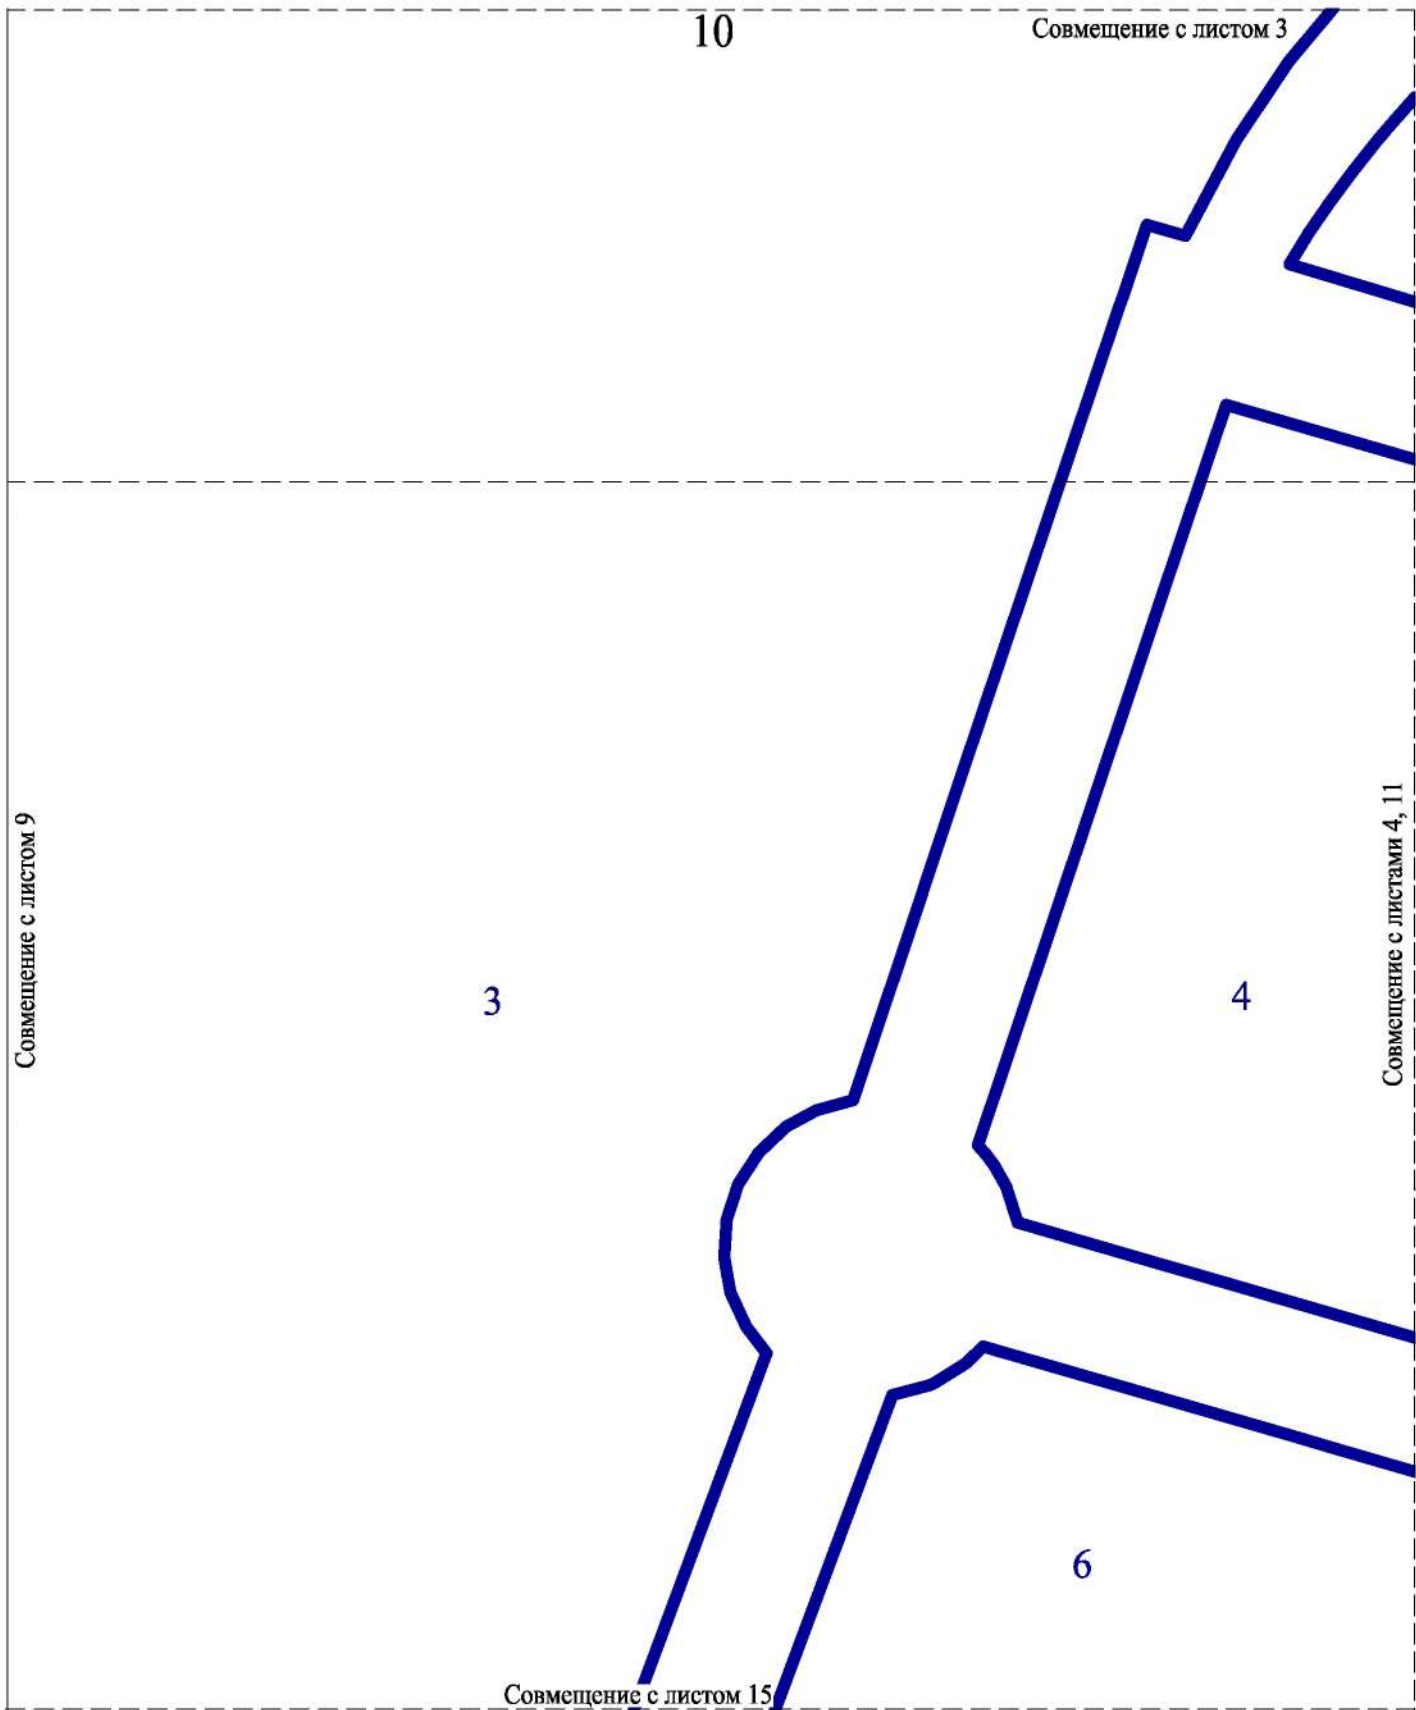 10
Совмещение с листом 3
Совмещение с листом 9
Совмещение с листами 4, 11
3
4
6
Совмещение с листом 15